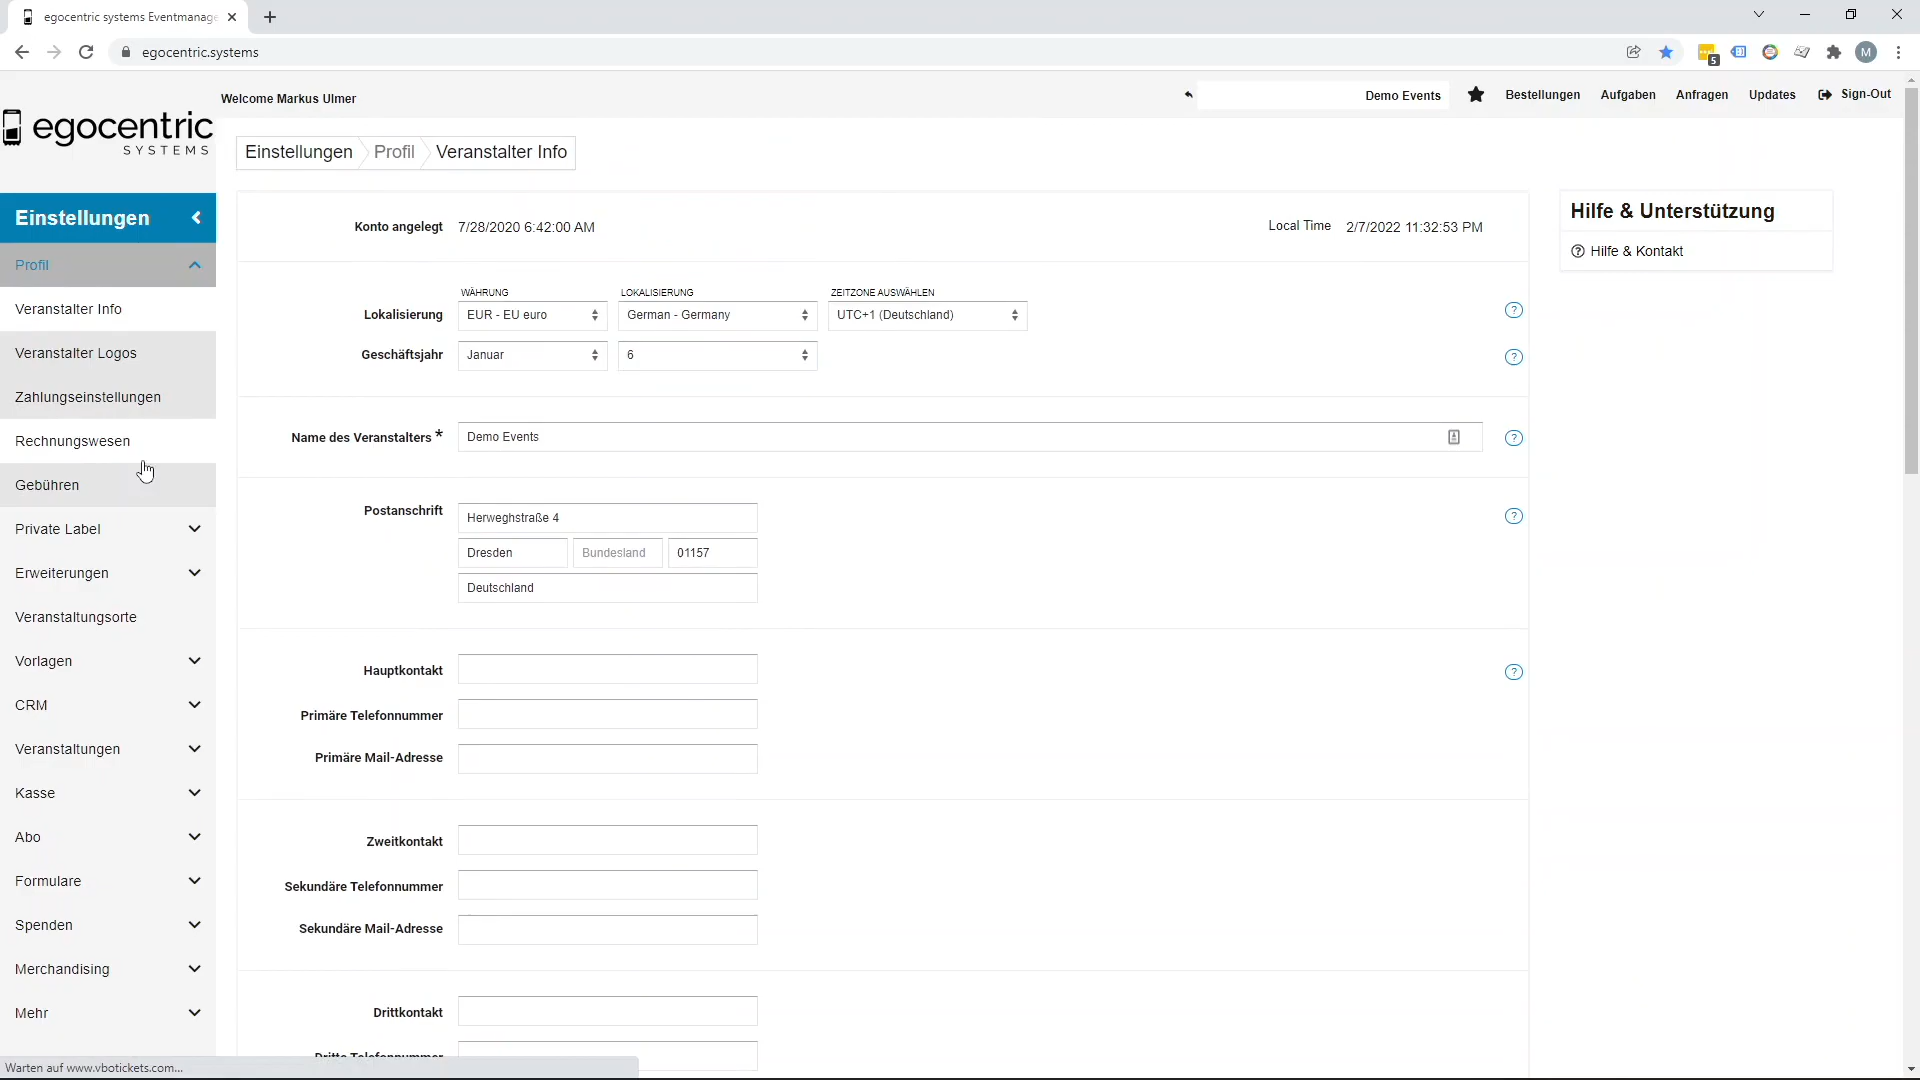 egocentric systems Eventmanage
egocentric.systems
5
M
Welcome Markus Ulmer
Demo Events
Bestellungen
Aufgaben
Anfragen
Updates
Sign-Out
egocentric
SYSTEMS
Einstellungen
Profil
Veranstalter Info
Veranstalter Logos
Zahlungseinstellungen
Rechnungswesen
Gebühren
Private Label
Erweiterungen
Veranstaltungsorte
Vorlagen
CRM
Veranstaltungen
Kasse
Abo
Formulare
Spenden
Merchandising
Mehr
Einstellungen Profil Veranstalter Info
Konto angelegt 7/28/2020 6:42:00 AM
Local Time 2/7/2022 11:32:53 PM
WÄHRUNG LOKALISIERUNG ZEITZONE AUSWÄHLEN
Lokalisierung EUR - EU euro German - Germany UTC+1 (Deutschland)
?
Geschäftsjahr Januar 6
?
Name des Veranstalters * Demo Events
?
Postanschrift Herweghstraße 4
?
Dresden Bundesland 01157
Deutschland
Hauptkontakt
?
Primäre Telefonnummer
Primäre Mail-Adresse
Zweitkontakt
Sekundäre Telefonnummer
Sekundäre Mail-Adresse
Drittkontakt
Dritte Telefonnummer
Hilfe & Unterstützung
? Hilfe & Kontakt
Warten auf www.vbotickets.com...